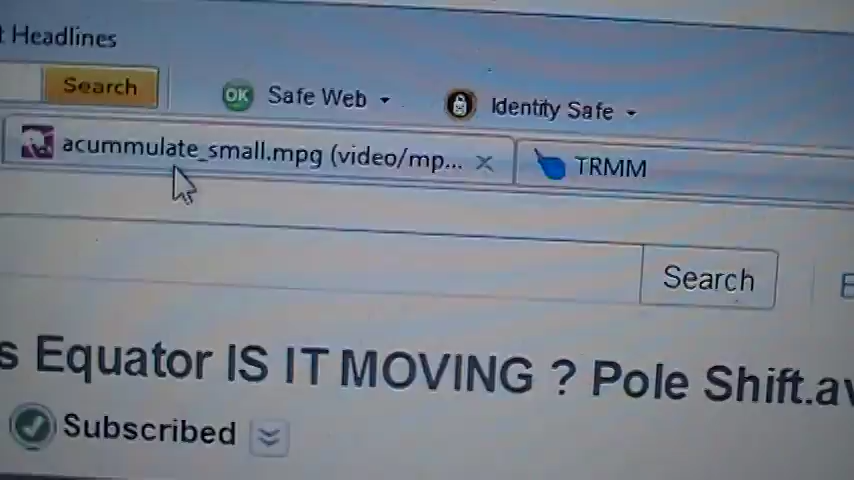 t Headlines
Search
OK Safe Web
Identity Safe
acummulate_small.mpg (video/mp...
TRMM
Search
s Equator IS IT MOVING ? Pole Shift.av
Subscribed